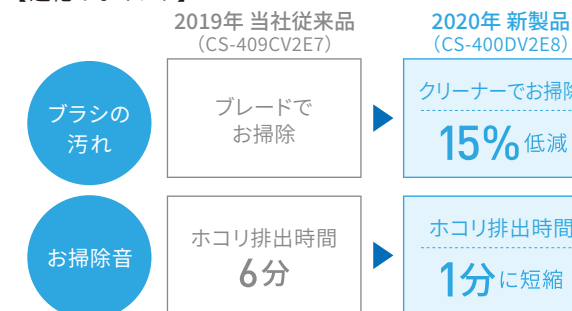 2019年 当社従来品
（CS-409CV2E7）
2020年 新製品
（CS-400DV2E8）
ブラシの
汚れ
ブレードで
お掃除
クリーナーでお掃除
15%低減
お掃除音
ホコリ排出時間
6分
ホコリ排出時間
1分に短縮